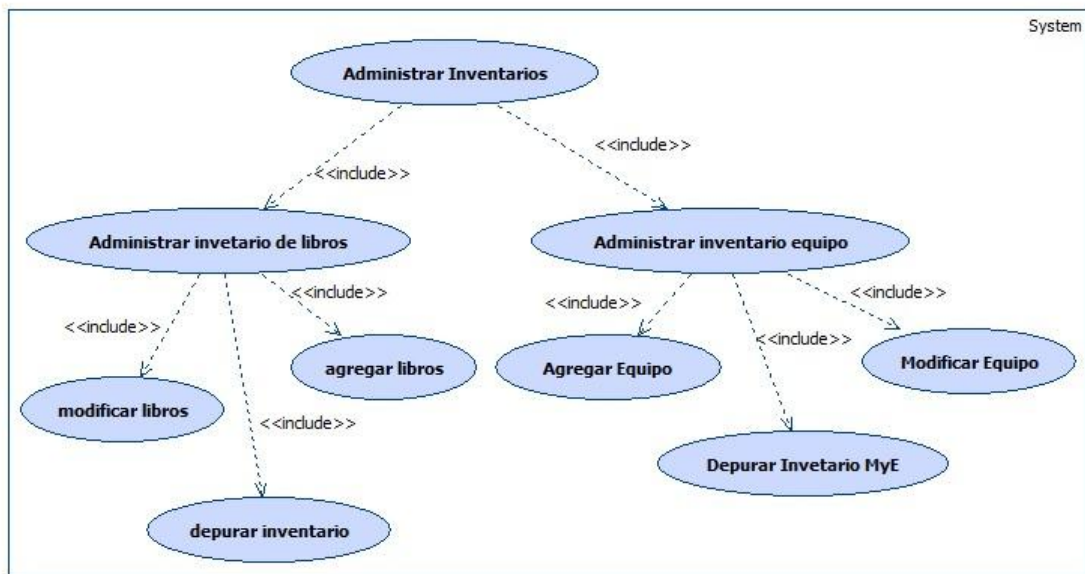 System
Administrar Inventarios
<<include>>
<<include>>
Administrar invetario de libros
Administrar inventario equipo
<<include>>
<<include>>
<<include>>
<<include>>
<<include>>
<<include>>
agregar libros
Agregar Equipo
Modificar Equipo
modificar libros
Depurar Invetario MyE
depurar inventario